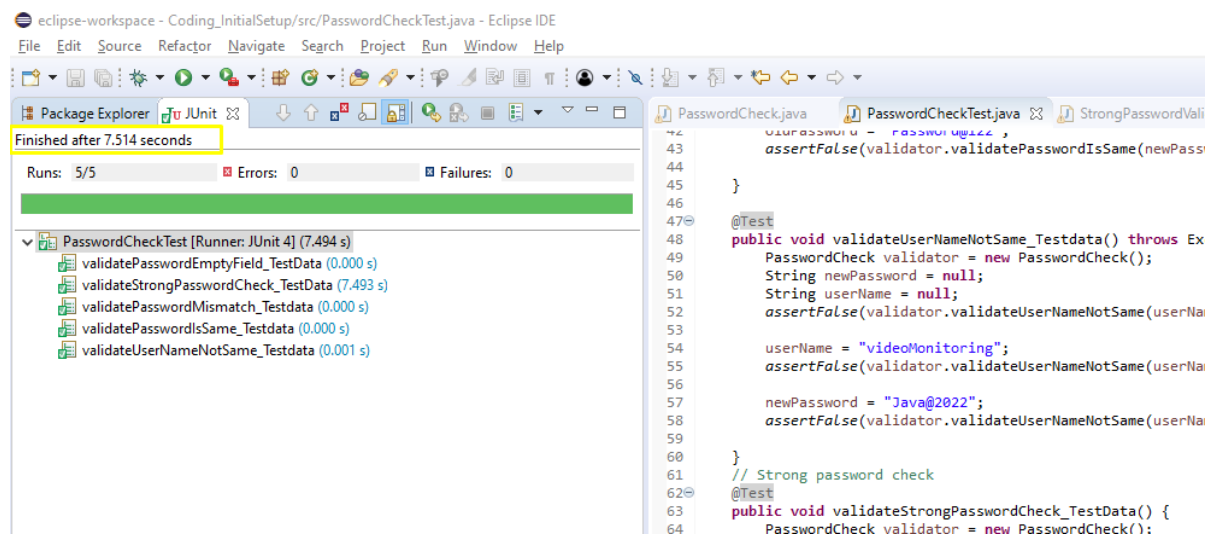 eclipse-workspace - Coding_InitialSetup/src/PasswordCheckTest.java - Eclipse IDE
File Edit Source Refactor Navigate Search Project Run Window Help
Package Explorer JUnit
Finished after 7.514 seconds
Runs: 5/5 Errors: 0 Failures: 0
PasswordCheckTest [Runner: JUnit 4] (7.494 s)
validatePasswordEmptyField_TestData (0.000 s)
validateStrongPasswordCheck_TestData (7.493 s)
validatePasswordMismatch_Testdata (0.000 s)
validatePasswordIsSame_Testdata (0.000 s)
validateUserNameNotSame_Testdata (0.001 s)
PasswordCheck.java PasswordCheckTest.java StrongPasswordVali
42 oldPassword = "Password@122";
43 assertFalse(validator.validatePasswordIsSame(newPass
44
45 }
46
47 @Test
48 public void validateUserNameNotSame_Testdata() throws Ex
49 PasswordCheck validator = new PasswordCheck();
50 String newPassword = null;
51 String userName = null;
52 assertFalse(validator.validateUserNameNotSame(userNa
53
54 userName = "videoMonitoring";
55 assertFalse(validator.validateUserNameNotSame(userNa
56
57 newPassword = "Java@2022";
58 assertFalse(validator.validateUserNameNotSame(userNa
59
60 }
61 // Strong password check
62 @Test
63 public void validateStrongPasswordCheck_TestData() {
64 PasswordCheck validator = new PasswordCheck();